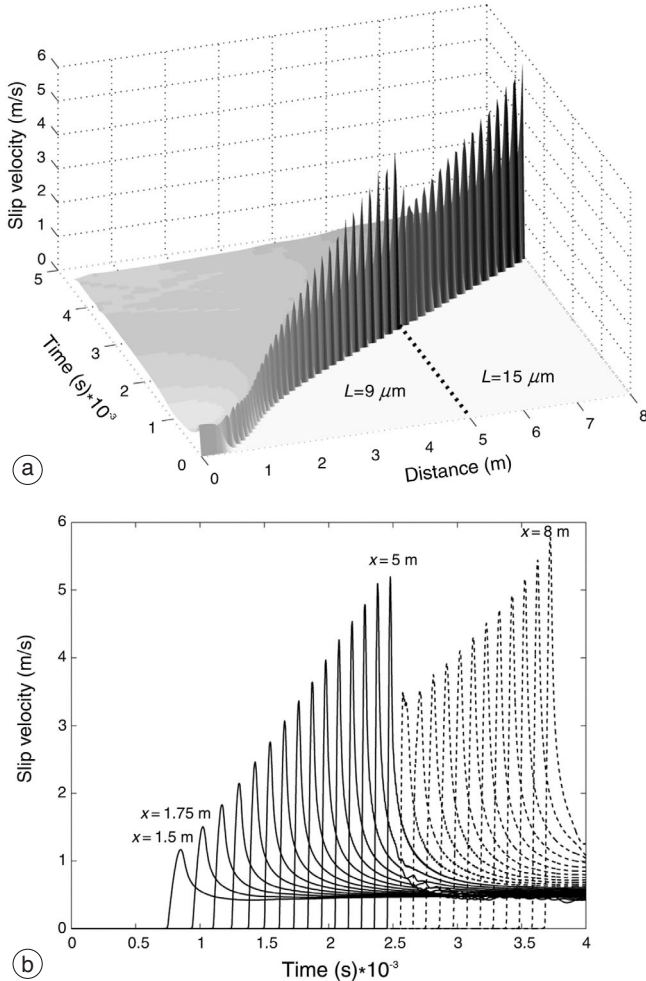 6
5
4
3
2
1
0
Slip velocity (m/s)
5
4
3
2
1
0
Time (s)*10⁻³
0
1
2
3
4
5
6
7
8
Distance (m)
L=9 μm
L=15 μm
a
6
5
4
3
2
1
0
Slip velocity (m/s)
x = 5 m
x = 8 m
x = 1.75 m
x = 1.5 m
0 0.5 1 1.5 2 2.5 3 3.5 4
Time (s)*10⁻³
b